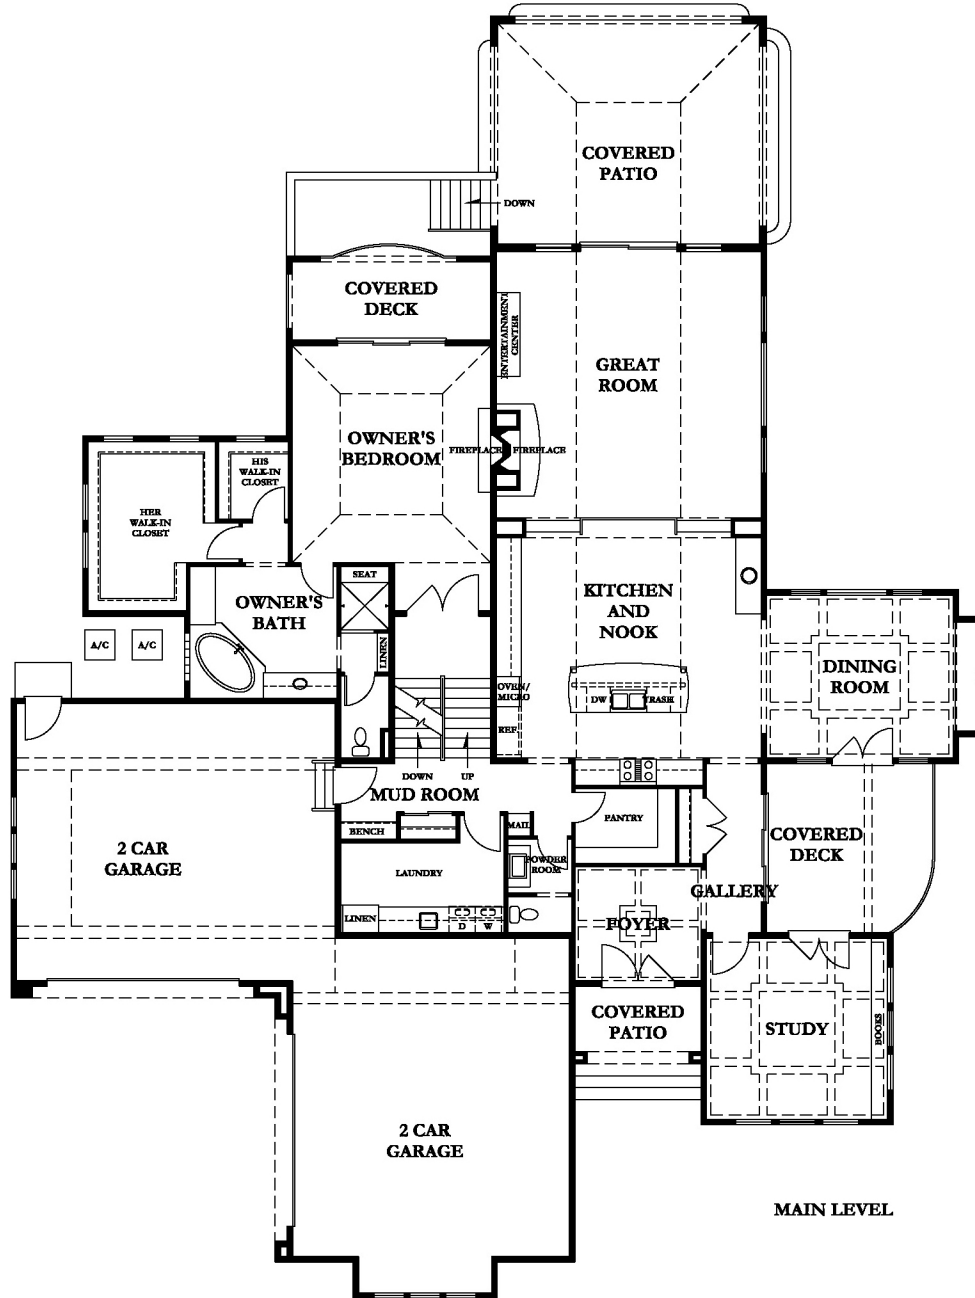 COVERED
PATIO
DOWN
COVERED
DECK
ENTERTAINMENT
CENTER
GREAT
ROOM
OWNER'S
BEDROOM
FIREPLACE
FIREPLACE
HIS
WALK-IN
CLOSET
HER
WALK-IN
CLOSET
SEAT
KITCHEN
AND
NOOK
OWNER'S
BATH
A/C
A/C
LINEN
DINING
ROOM
OVEN/
MICRO
DW
TRASH
REF.
DOWN
UP
MUD ROOM
BENCH
MAIL
PANTRY
COVERED
DECK
2 CAR
GARAGE
LAUNDRY
POWDER
ROOM
GALLERY
LINEN
D
W
FOYER
COVERED
PATIO
STUDY
BOOKS
2 CAR
GARAGE
MAIN LEVEL